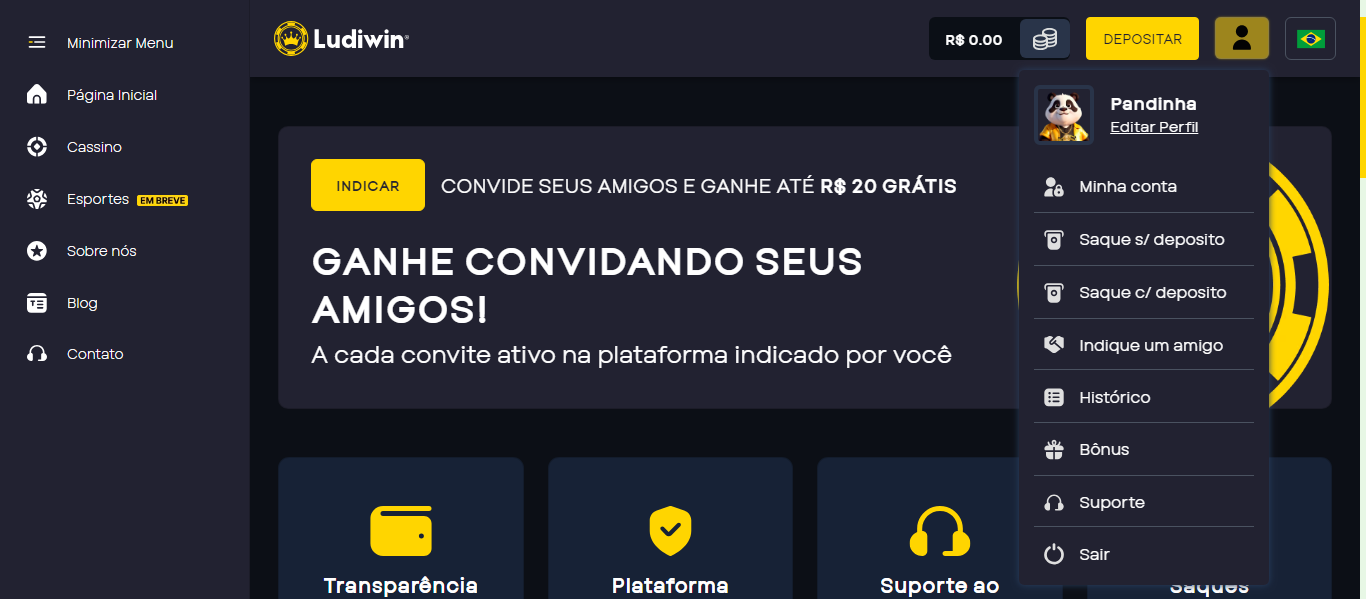 Minimizar Menu
Página Inicial
Cassino
Esportes EM BREVE
Sobre nós
Blog
Contato
Ludiwin
R$ 0.00
DEPOSITAR
INDICAR
CONVIDE SEUS AMIGOS E GANHE ATÉ R$ 20 GRÁTIS
GANHE CONVIDANDO SEUS
AMIGOS!
A cada convite ativo na plataforma indicado por você
Transparência
Plataforma
Suporte ao
Saques
Pandinha
Editar Perfil
Minha conta
Saque s/ deposito
Saque c/ deposito
Indique um amigo
Histórico
Bônus
Suporte
Sair